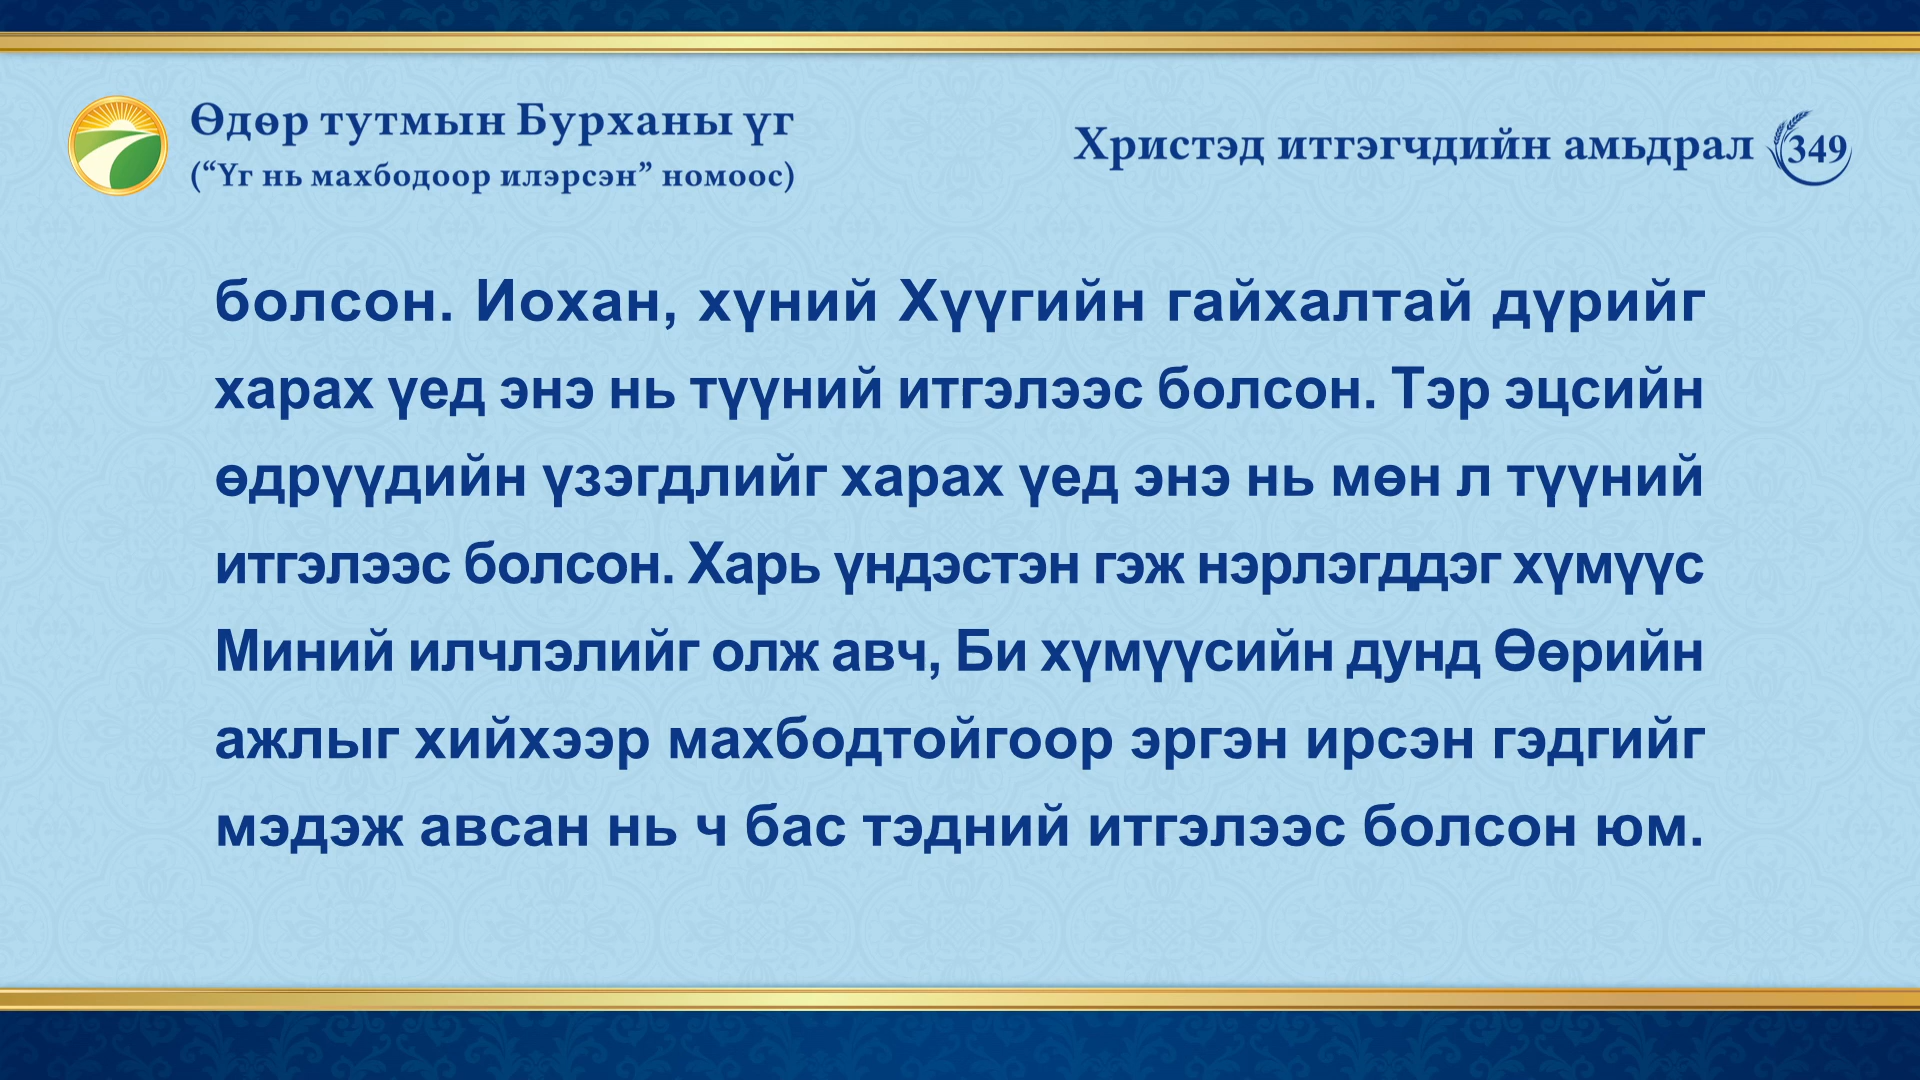 Өдөр тутмын Бурханы үг
(“Үг нь махбодоор илэрсэн” номоос)
Христэд итгэгчдийн амьдрал 349
болсон. Иохан, хүний Хүүгийн гайхалтай дүрийг
харах үед энэ нь түүний итгэлээс болсон. Тэр эцсийн
өдрүүдийн үзэгдлийг харах үед энэ нь мөн л түүний
итгэлээс болсон. Харь үндэстэн гэж нэрлэгддэг хүмүүс
Миний илчлэлийг олж авч, Би хүмүүсийн дунд Өөрийн
ажлыг хийхээр махбодтойгоор эргэн ирсэн гэдгийг
мэдэж авсан нь ч бас тэдний итгэлээс болсон юм.